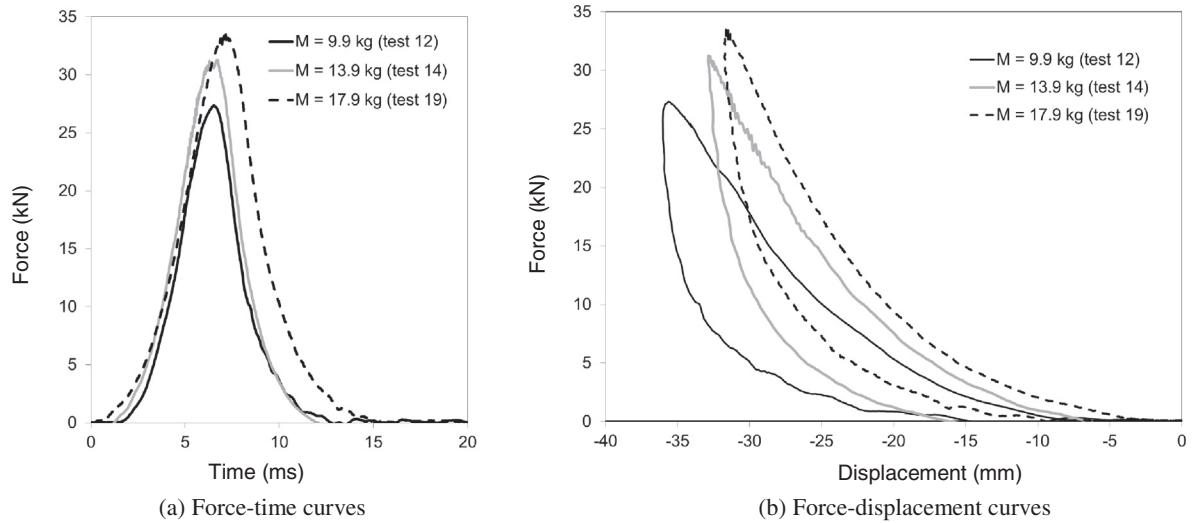 35
30
25
20
15
10
5
0
Force (kN)
M = 9.9 kg (test 12)
M = 13.9 kg (test 14)
M = 17.9 kg (test 19)
0 5 10 15 20
Time (ms)
(a) Force-time curves
35
30
25
20
15
10
5
0
Force (kN)
M = 9.9 kg (test 12)
M = 13.9 kg (test 14)
M = 17.9 kg (test 19)
-40 -35 -30 -25 -20 -15 -10 -5 0
Displacement (mm)
(b) Force-displacement curves